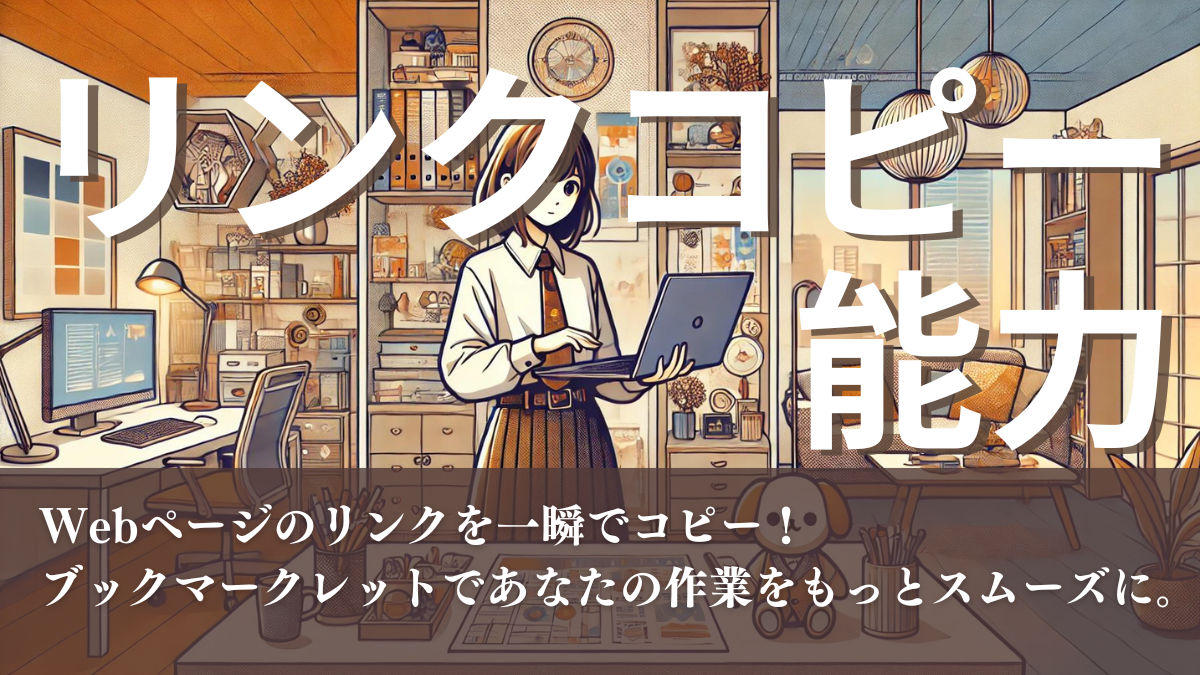 リンクコピー
能力
Webページのリンクを一瞬でコピー！
ブックマークレットであなたの作業をもっとスムーズに。